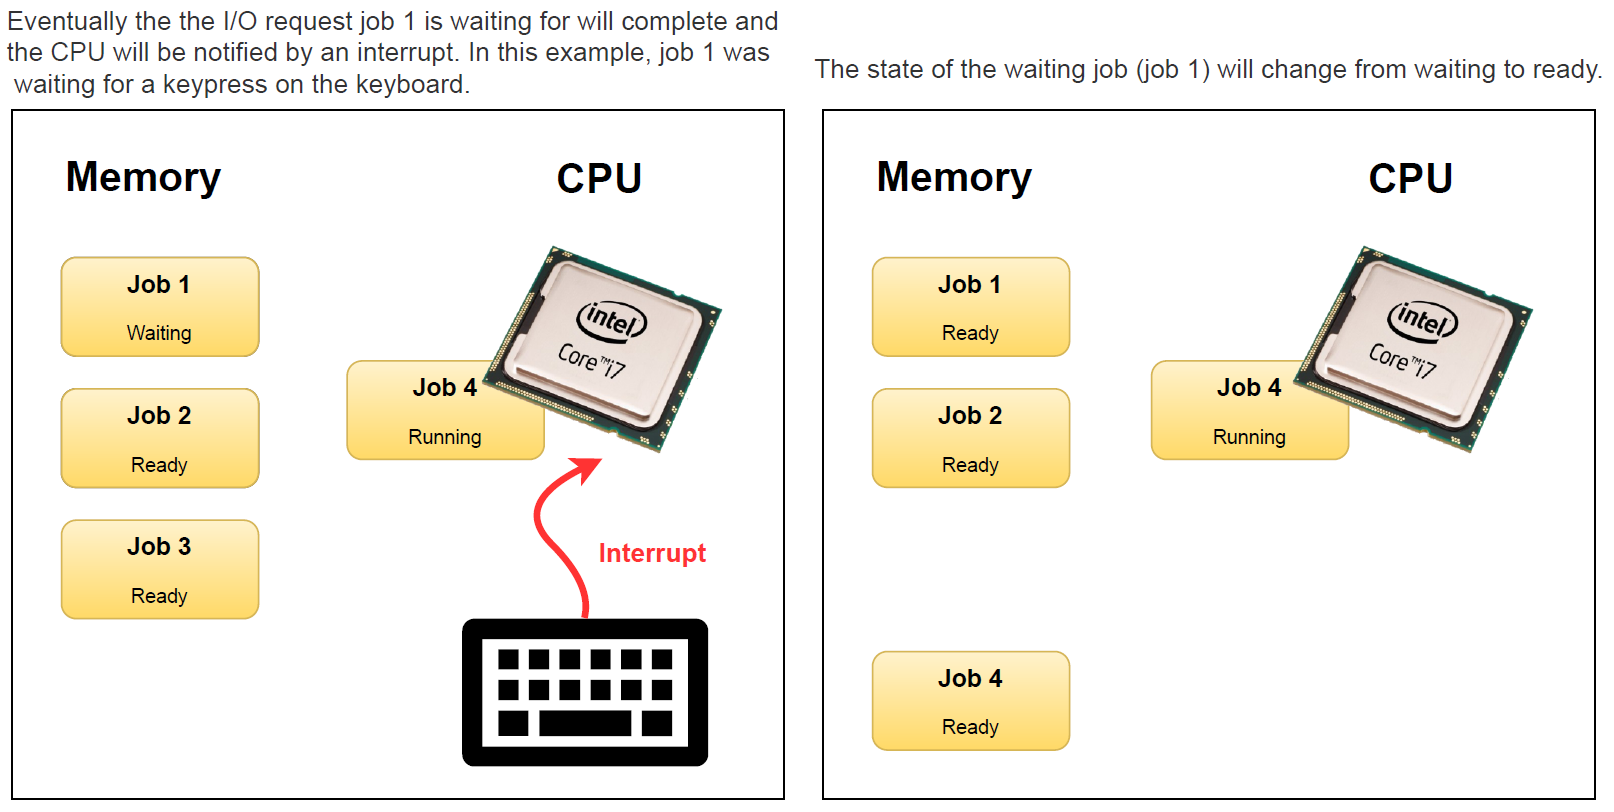 Eventually the the I/O request job 1 is waiting for will complete and
the CPU will be notified by an interrupt. In this example, job 1 was
waiting for a keypress on the keyboard.
Memory
CPU
Job 1
Waiting
Job 2
Ready
Job 3
Ready
Job 4
Running
intel
Core™i7
Interrupt
The state of the waiting job (job 1) will change from waiting to ready.
Memory
CPU
Job 1
Ready
Job 2
Ready
Job 4
Ready
Job 4
Running
intel
Core™i7